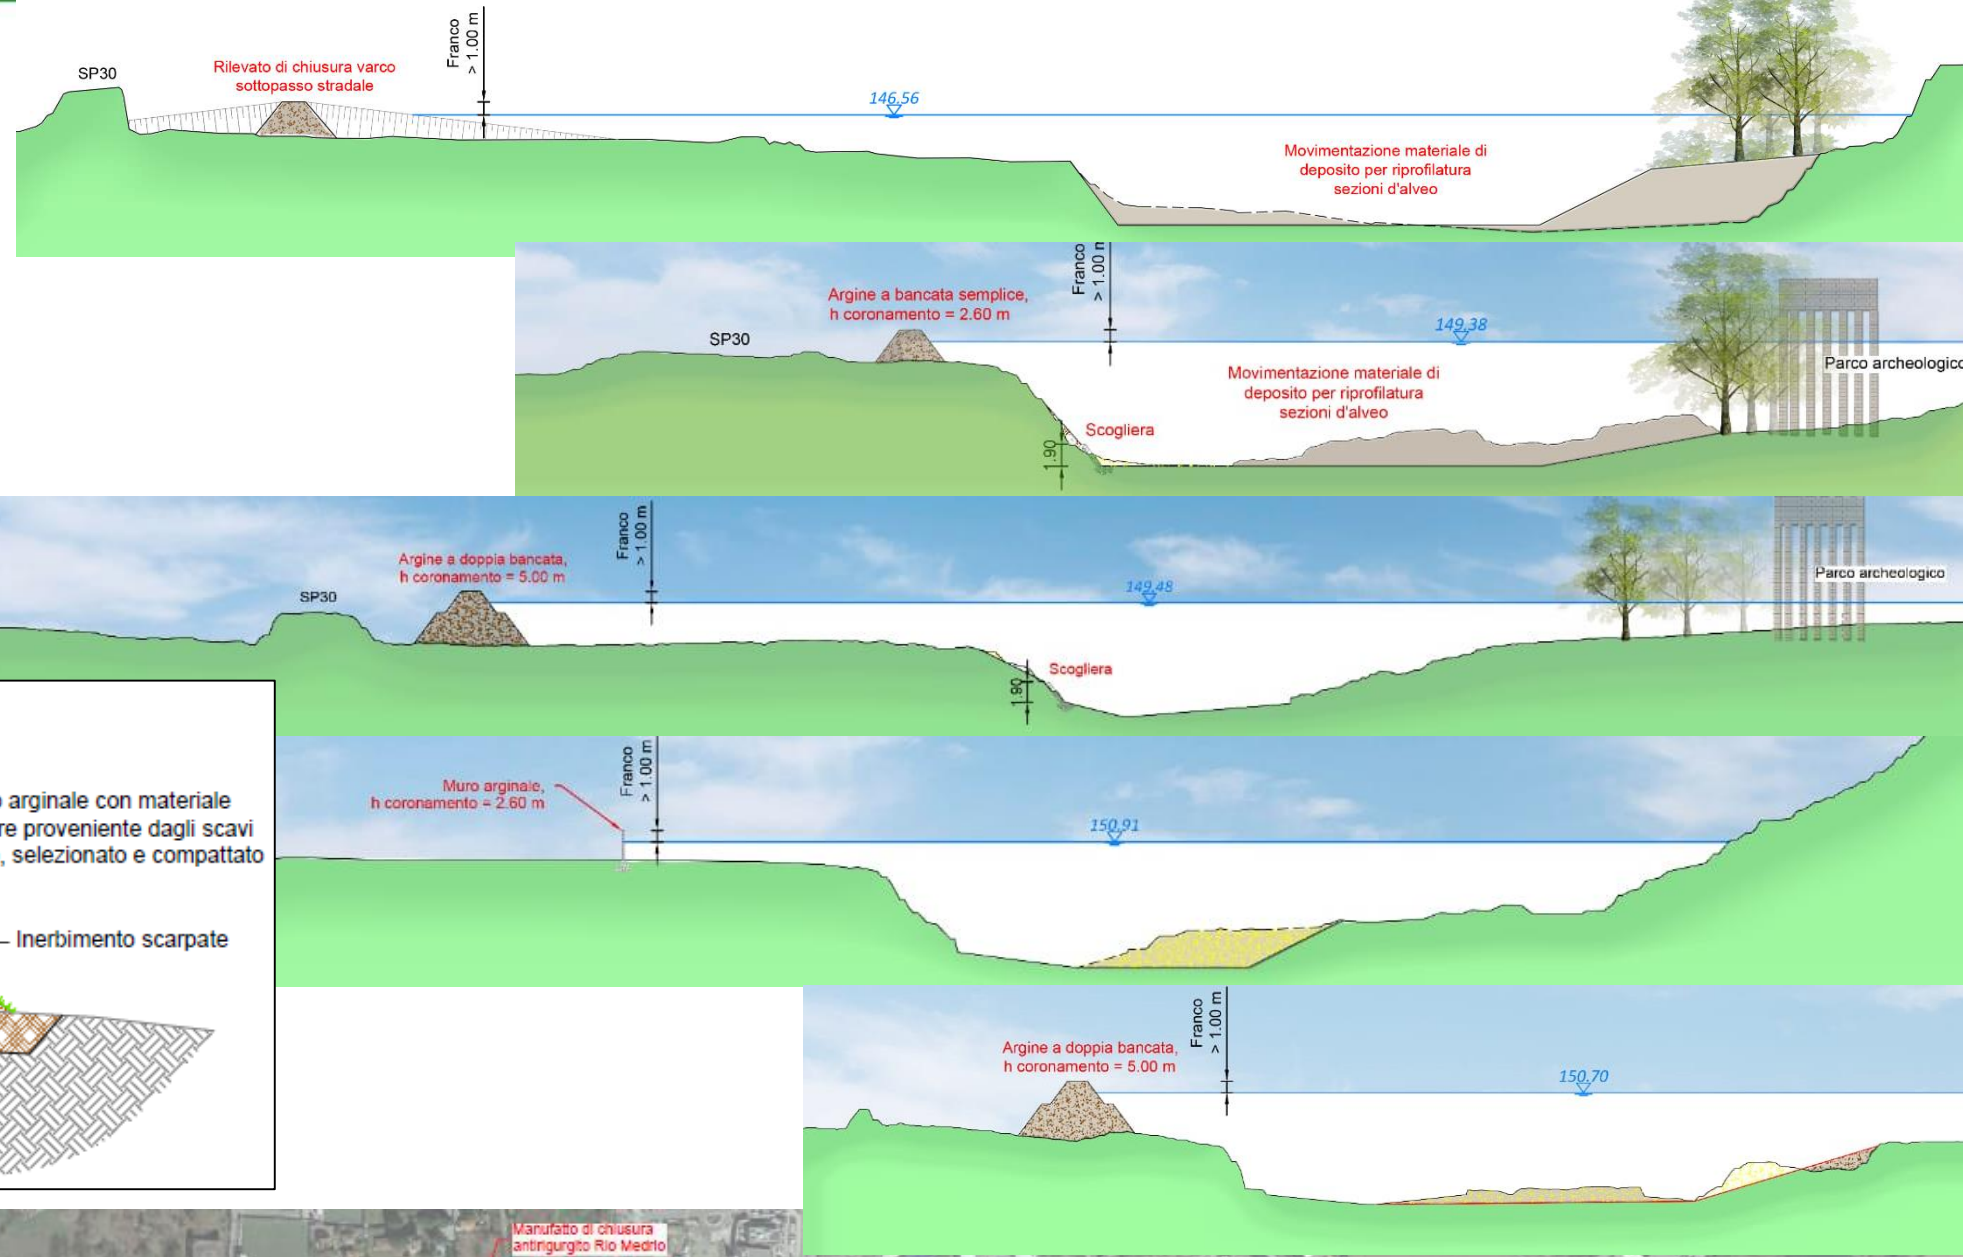 Franco
> 1.00 m
SP30
Rilevato di chiusura varco
sottopasso stradale
146,56
Movimentazione materiale di
deposito per riprofilatura
sezioni d'alveo
Franco
> 1.00 m
Argine a bancata semplice,
h coronamento = 2.60 m
SP30
149,38
Parco archeologico
Movimentazione materiale di
deposito per riprofilatura
sezioni d'alveo
Scogliera
1.90
Franco
> 1.00 m
Argine a doppia bancata,
h coronamento = 5.00 m
SP30
149,48
Parco archeologico
Scogliera
1.90
Franco
> 1.00 m
Muro arginale,
h coronamento = 2.60 m
150,91
arginale con materiale
re proveniente dagli scavi
, selezionato e compattato
Inerbimento scarpate
Franco
> 1.00 m
Argine a doppia bancata,
h coronamento = 5.00 m
150,70
Manufatto di chiusura
antirigurgito Rio Medrio